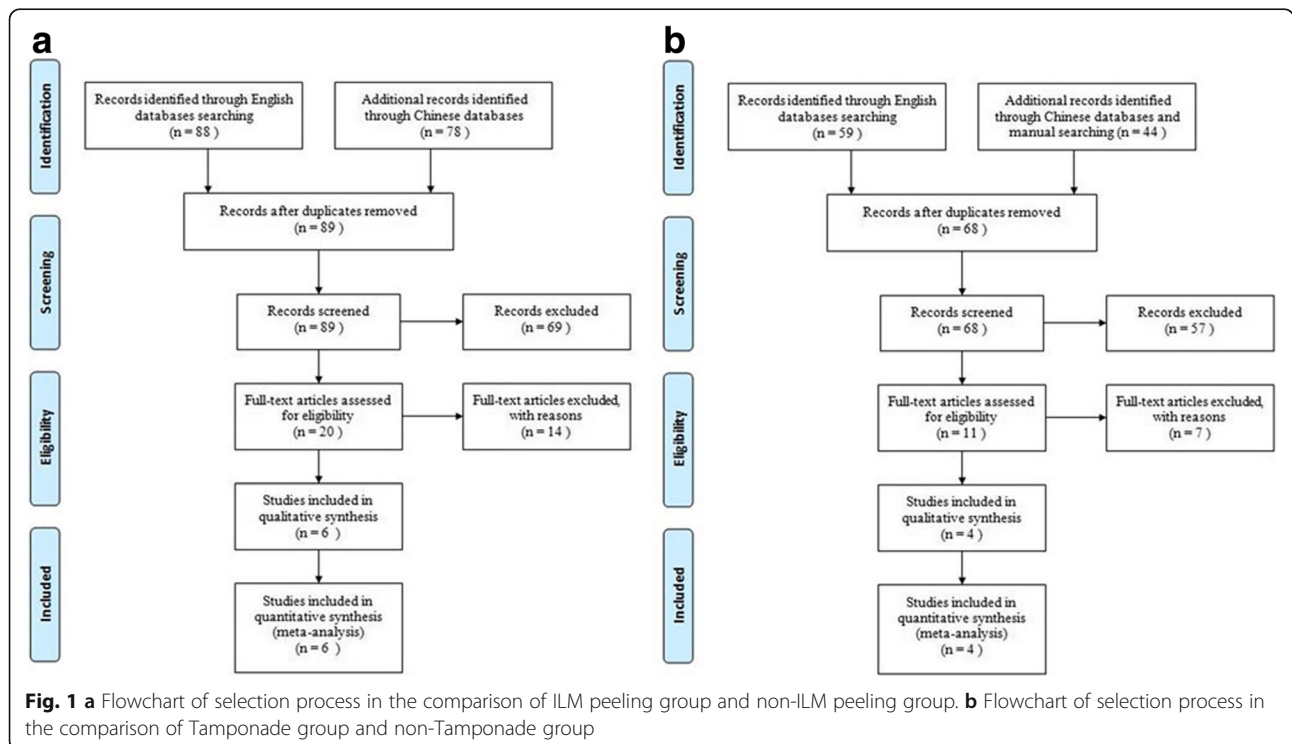 a
Identification
Records identified through English
databases searching
(n = 88 )
Additional records identified
through Chinese databases
(n = 78 )
Records after duplicates removed
(n = 89 )
Screening
Records screened
(n = 89 )
Records excluded
(n = 69 )
Eligibility
Full-text articles assessed
for eligibility
(n = 20 )
Full-text articles excluded,
with reasons
(n = 14 )
Studies included in
qualitative synthesis
(n = 6 )
Included
Studies included in
quantitative synthesis
(meta-analysis)
(n = 6 )
b
Identification
Records identified through English
databases searching
(n = 59 )
Additional records identified
through Chinese databases and
manual searching (n = 44 )
Records after duplicates removed
(n = 68 )
Screening
Records screened
(n = 68 )
Records excluded
(n = 57 )
Eligibility
Full-text articles assessed
for eligibility
(n = 11 )
Full-text articles excluded,
with reasons
(n = 7 )
Studies included in
qualitative synthesis
(n = 4 )
Included
Studies included in
quantitative synthesis
(meta-analysis)
(n = 4 )
Fig. 1 a Flowchart of selection process in the comparison of ILM peeling group and non-ILM peeling group. b Flowchart of selection process in
the comparison of Tamponade group and non-Tamponade group